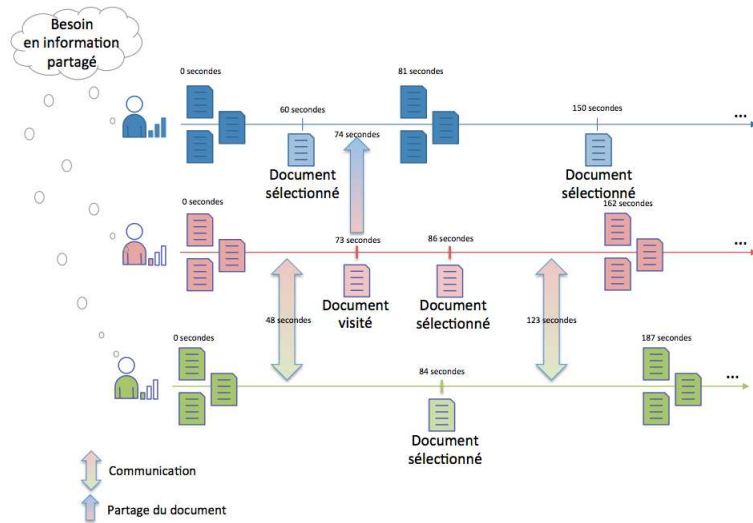 Besoin
en information
partagé
0 secondes
81 secondes
60 secondes
150 secondes
...
74 secondes
Document
sélectionné
Document
sélectionné
0 secondes
162 secondes
73 secondes
86 secondes
...
Document
visité
Document
sélectionné
48 secondes
123 secondes
0 secondes
187 secondes
84 secondes
...
Document
sélectionné
Communication
Partage du document